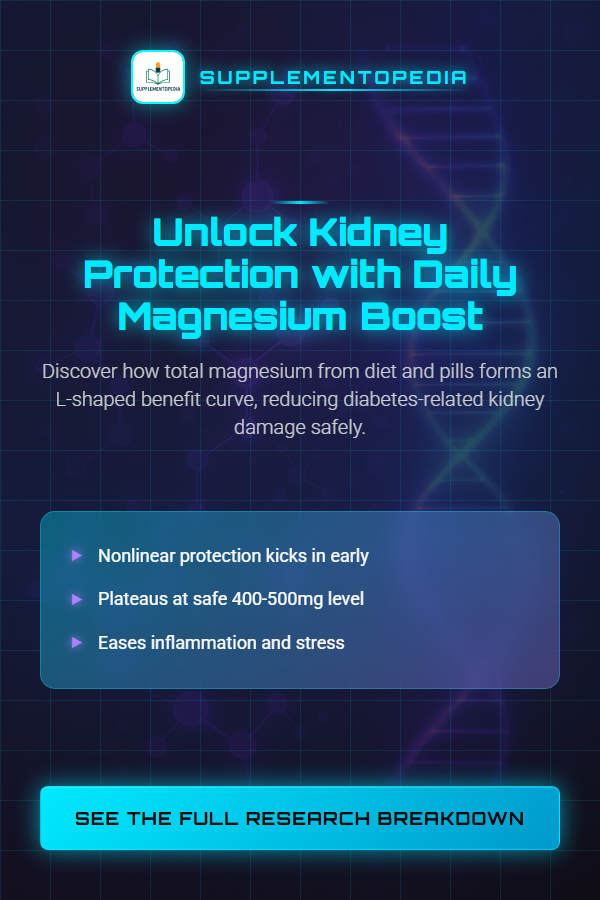 SUPPLEMENTOPEDIA
SUPPLEMENTOPEDIA
Unlock Kidney
Protection with Daily
Magnesium Boost
Discover how total magnesium from diet and pills forms an
L-shaped benefit curve, reducing diabetes-related kidney
damage safely.
Nonlinear protection kicks in early
Plateaus at safe 400-500mg level
Eases inflammation and stress
SEE THE FULL RESEARCH BREAKDOWN